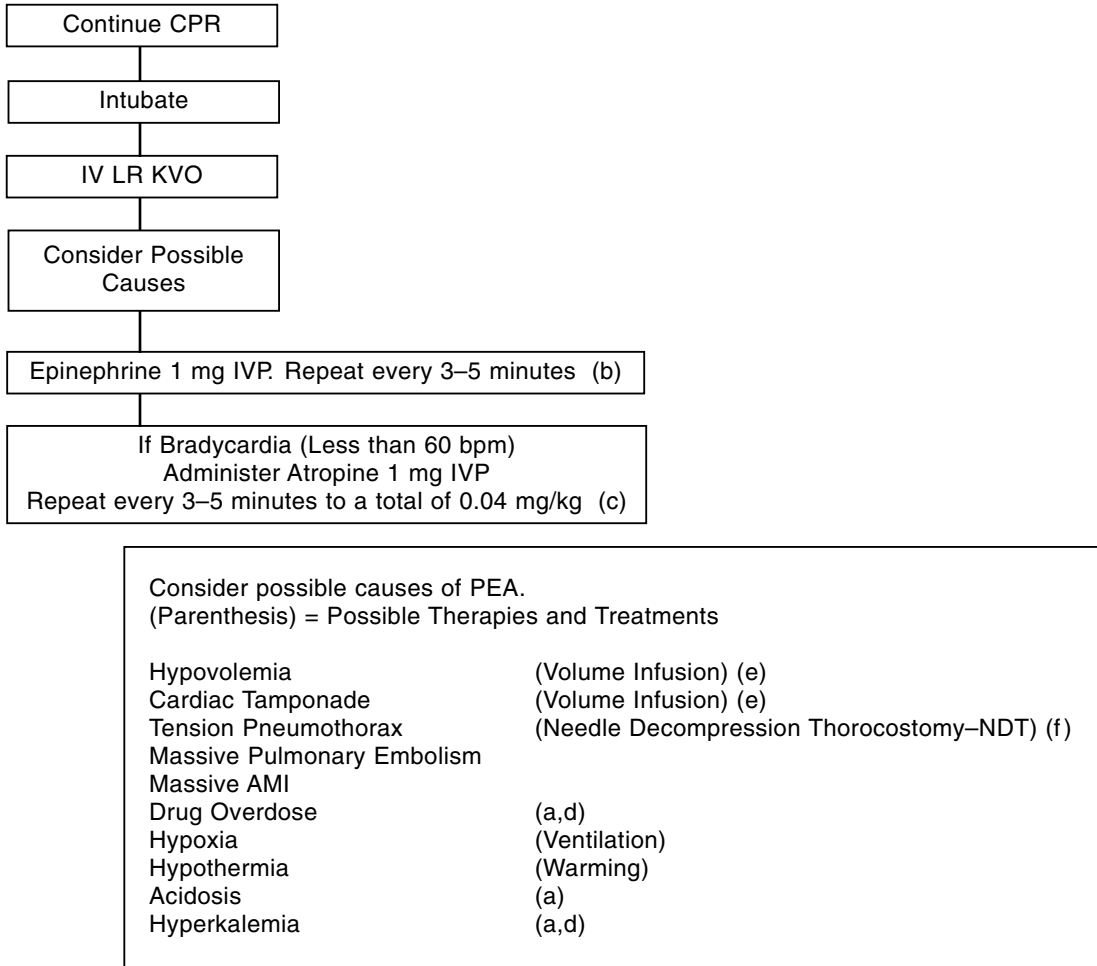 Continue CPR
Intubate
IV LR KVO
Consider Possible
Causes
Epinephrine 1 mg IVP. Repeat every 3–5 minutes (b)
If Bradycardia (Less than 60 bpm)
Administer Atropine 1 mg IVP
Repeat every 3–5 minutes to a total of 0.04 mg/kg (c)
Consider possible causes of PEA.
(Parenthesis) = Possible Therapies and Treatments
Hypovolemia (Volume Infusion) (e)
Cardiac Tamponade (Volume Infusion) (e)
Tension Pneumothorax (Needle Decompression Thorocostomy–NDT) (f)
Massive Pulmonary Embolism
Massive AMI
Drug Overdose (a,d)
Hypoxia (Ventilation)
Hypothermia (Warming)
Acidosis (a)
Hyperkalemia (a,d)